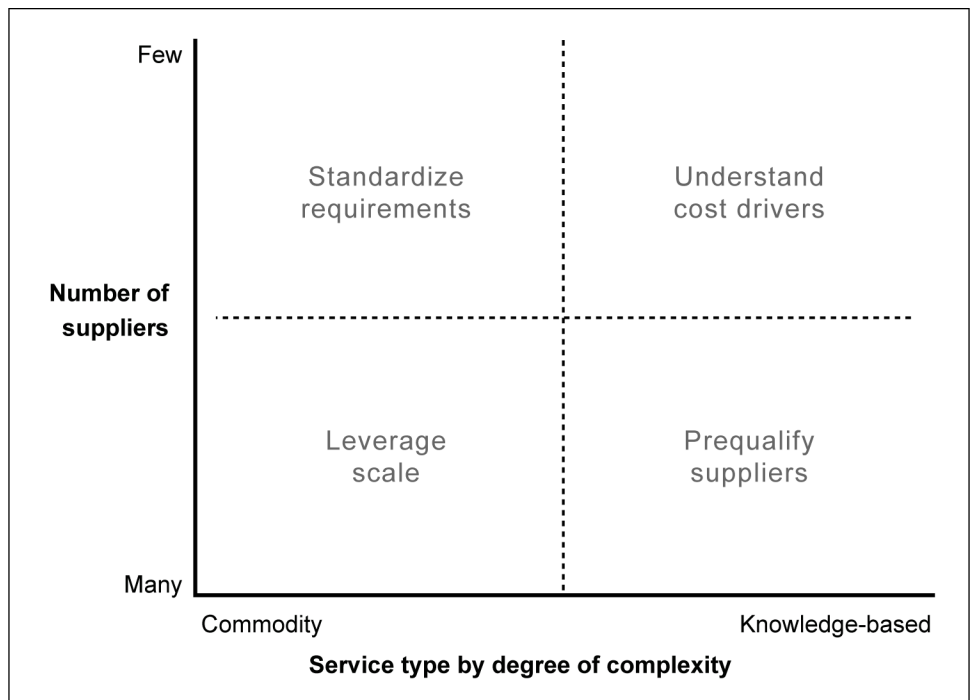 Few
Standardize
requirements
Understand
cost drivers
Number of
suppliers
Leverage
scale
Prequalify
suppliers
Many
Commodity
Knowledge-based
Service type by degree of complexity